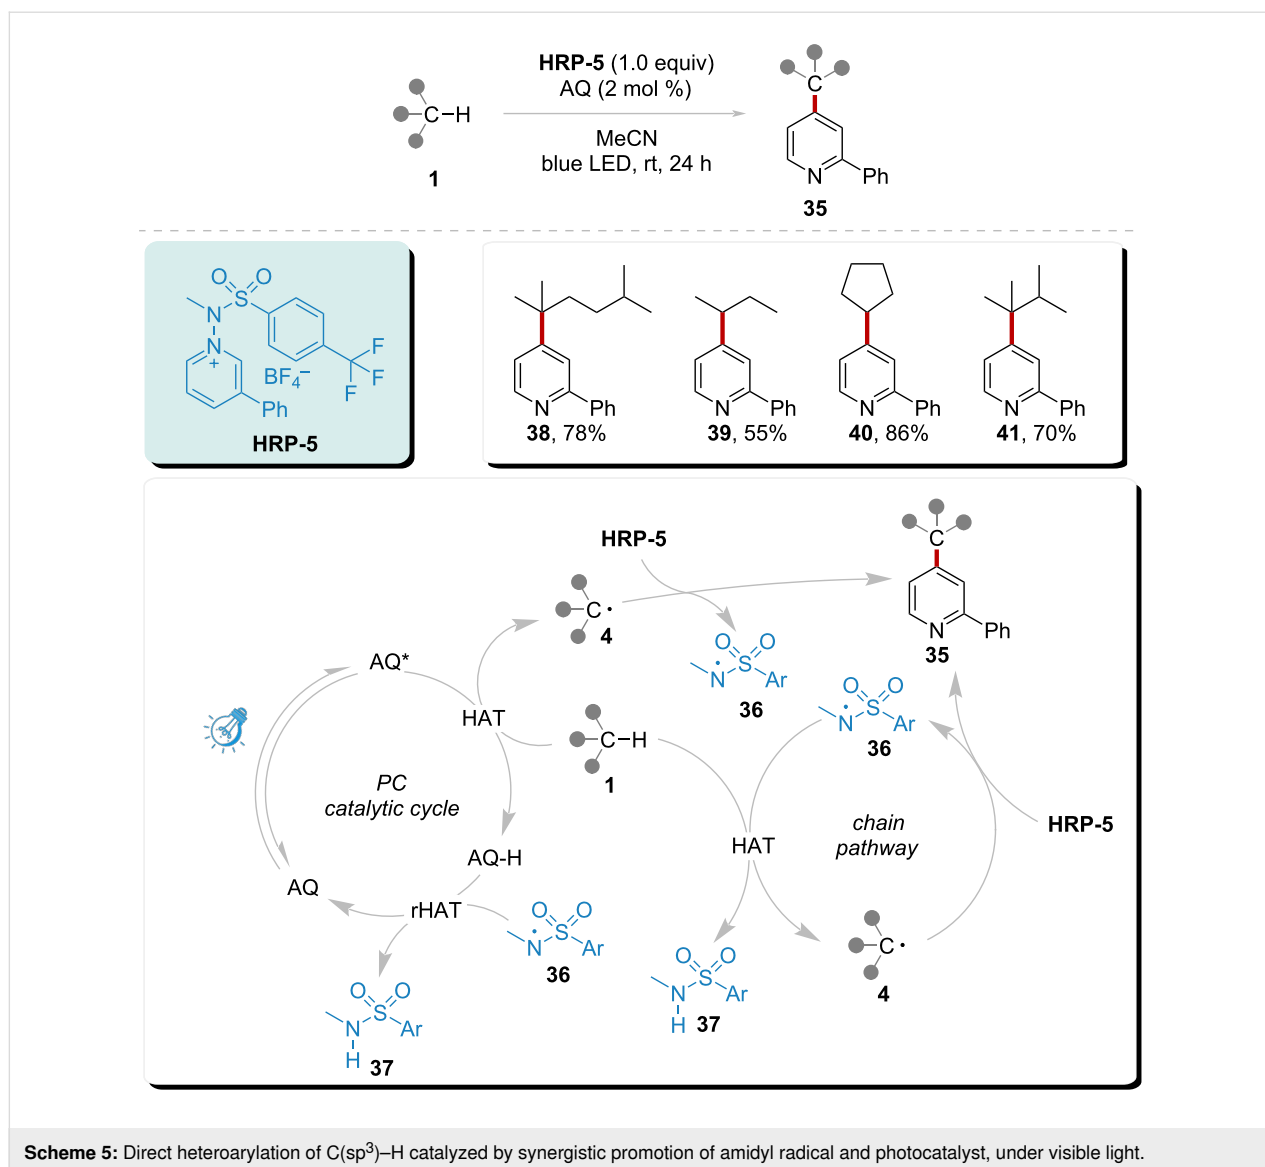 HRP-5 (1.0 equiv)
AQ (2 mol %)
MeCN
blue LED, rt, 24 h
C–H
1
C
N
Ph
35
O O
S
N
N
+
BF4–
F
F
F
Ph
HRP-5
N
Ph
38, 78%
N
Ph
39, 55%
N
Ph
40, 86%
N
Ph
41, 70%
HRP-5
C•
4
O O
S
•
N
Ar
36
C
N
Ph
35
AQ*
HAT
C–H
1
O O
S
•
N
Ar
36
PC
catalytic cycle
chain
pathway
HRP-5
HAT
AQ-H
AQ
rHAT
O O
S
•
N
Ar
36
C•
4
O O
S
N
H
Ar
37
O O
S
N
H
Ar
37
Scheme 5: Direct heteroarylation of C(sp3)–H catalyzed by synergistic promotion of amidyl radical and photocatalyst, under visible light.